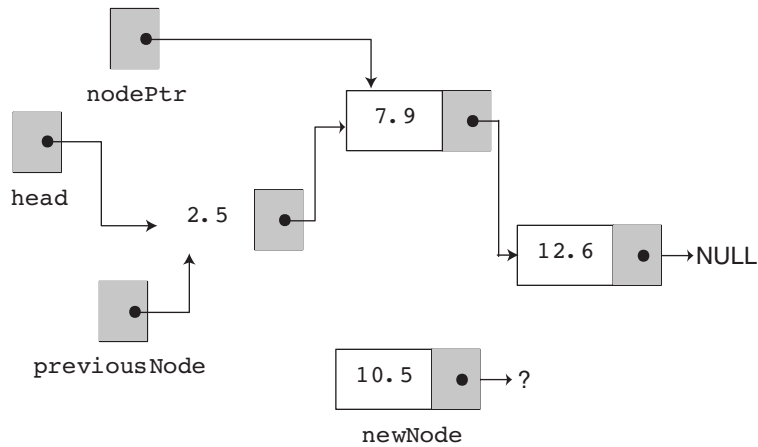 nodePtr
7.9
head
2.5
12.6
NULL
previousNode
10.5
?
newNode